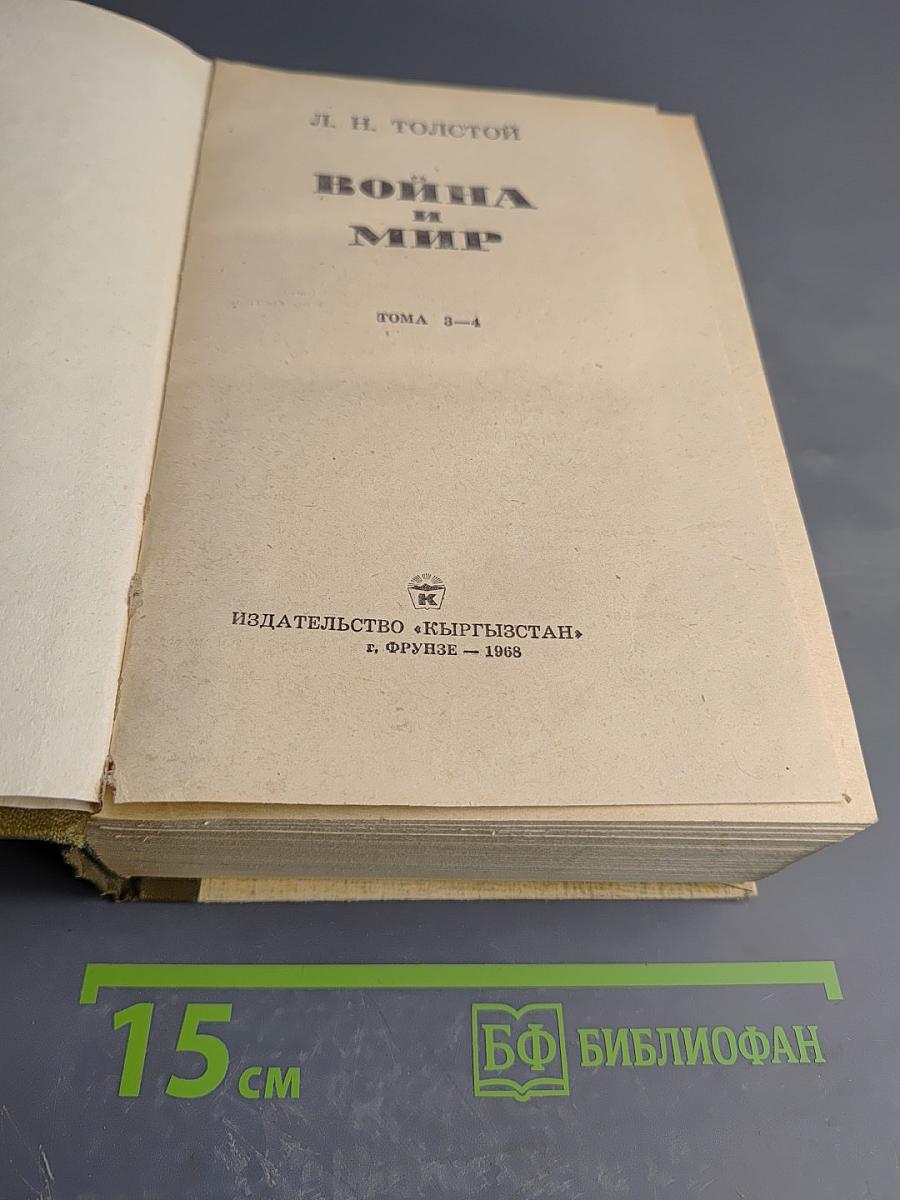 Л. Н. ТОЛСТОЙ
ВОЙНА
И
МИР
ТОМА 3—4
К
ИЗДАТЕЛЬСТВО «КЫРГЫЗСТАН»
г. ФРУНЗЕ — 1968
15 см
БФ БИБЛИОФАН